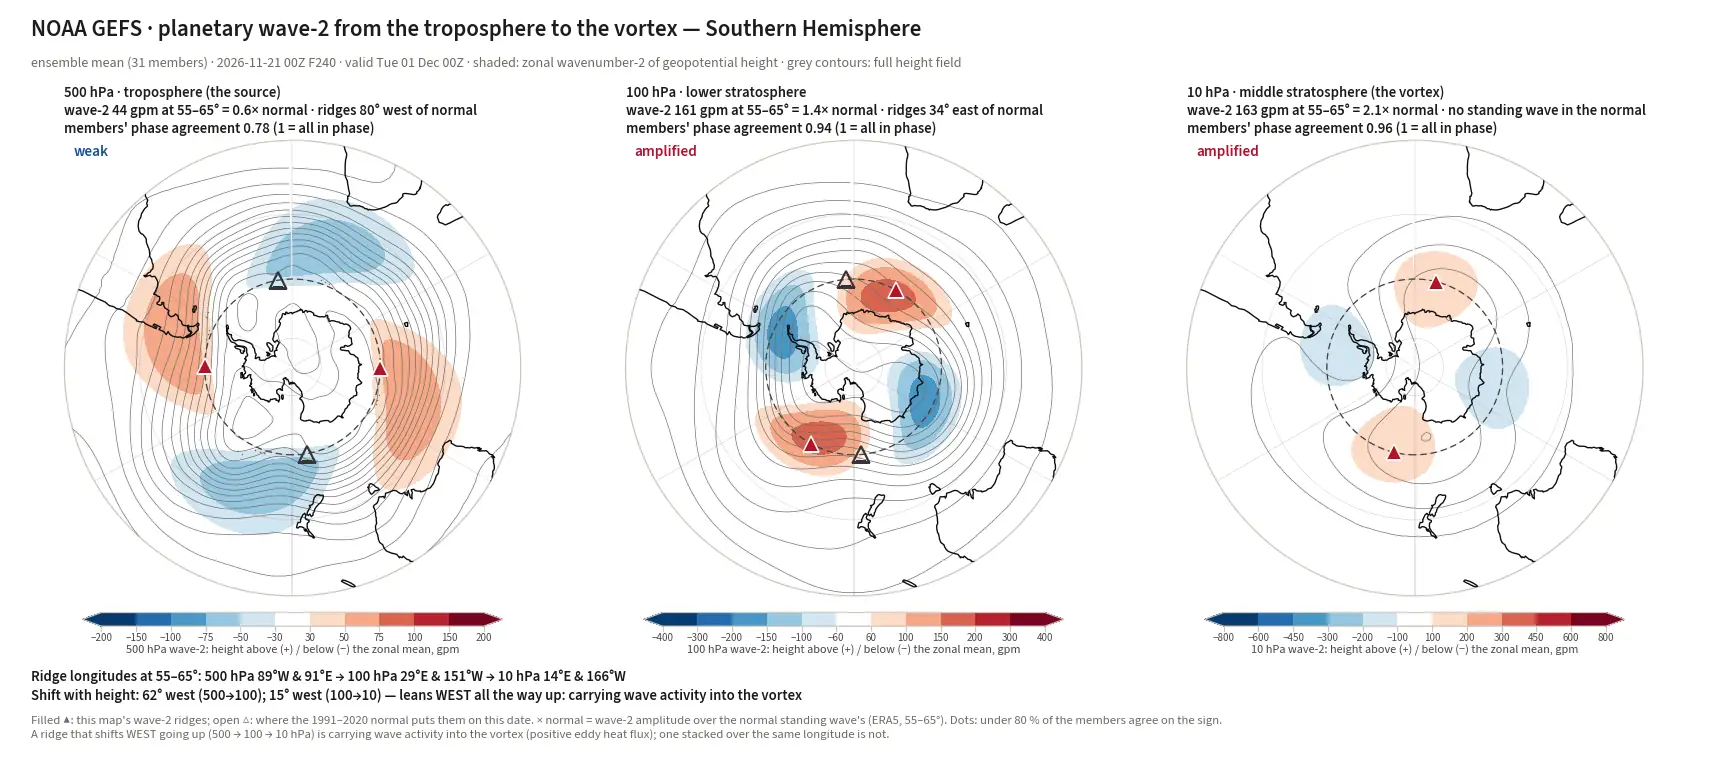 NOAA GEFS · planetary wave-2 from the troposphere to the vortex — Southern Hemisphere
ensemble mean (31 members) · 2026-11-21 00Z F240 · valid Tue 01 Dec 00Z · shaded: zonal wavenumber-2 of geopotential height · grey contours: full height field
500 hPa · troposphere (the source)
wave-2 44 gpm at 55–65° = 0.6× normal · ridges 80° west of normal
members' phase agreement 0.78 (1 = all in phase)
weak
100 hPa · lower stratosphere
wave-2 161 gpm at 55–65° = 1.4× normal · ridges 34° east of normal
members' phase agreement 0.94 (1 = all in phase)
amplified
10 hPa · middle stratosphere (the vortex)
wave-2 163 gpm at 55–65° = 2.1× normal · no standing wave in the normal
members' phase agreement 0.96 (1 = all in phase)
amplified
−200 −150 −100 −75 −50 −30 30 50 75 100 150 200
500 hPa wave-2: height above (+) / below (−) the zonal mean, gpm
−400 −300 −200 −150 −100 −60 60 100 150 200 300 400
100 hPa wave-2: height above (+) / below (−) the zonal mean, gpm
−800 −600 −450 −300 −200 −100 100 200 300 450 600 800
10 hPa wave-2: height above (+) / below (−) the zonal mean, gpm
Ridge longitudes at 55–65°: 500 hPa 89°W & 91°E → 100 hPa 29°E & 151°W → 10 hPa 14°E & 166°W
Shift with height: 62° west (500→100); 15° west (100→10) — leans WEST all the way up: carrying wave activity into the vortex
Filled ▲: this map's wave-2 ridges; open △: where the 1991–2020 normal puts them on this date. × normal = wave-2 amplitude over the normal standing wave's (ERA5, 55–65°). Dots: under 80 % of the members agree on the sign.
A ridge that shifts WEST going up (500 → 100 → 10 hPa) is carrying wave activity into the vortex (positive eddy heat flux); one stacked over the same longitude is not.